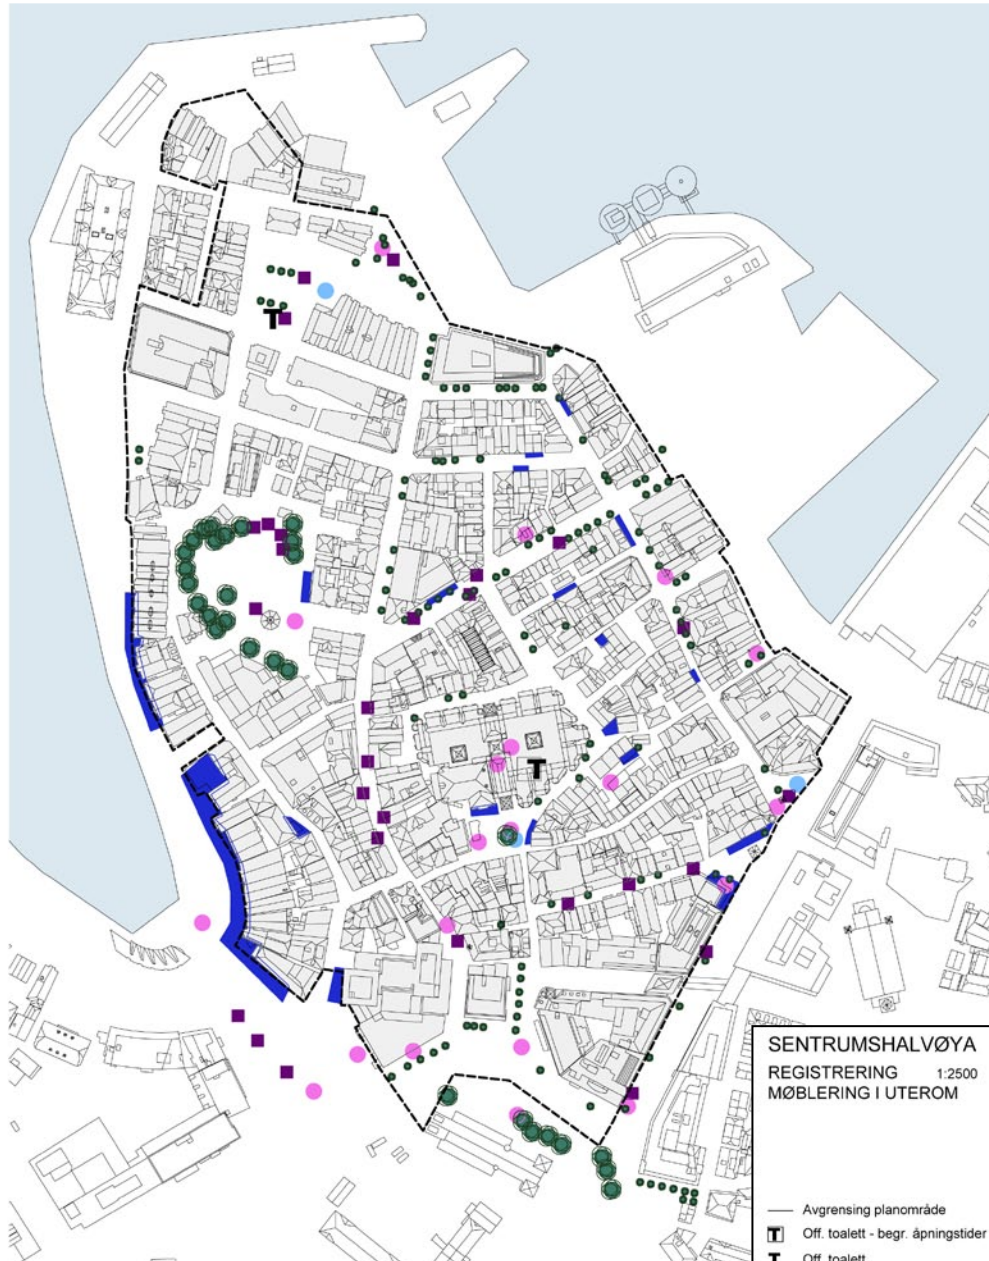 T
T
SENTRUMSHALVØYA
REGISTRERING 1:2500
MØBLERING I UTEROM
Avgrensing planområde
T Off. toalett - begr. åpningstider
T Off. toalett